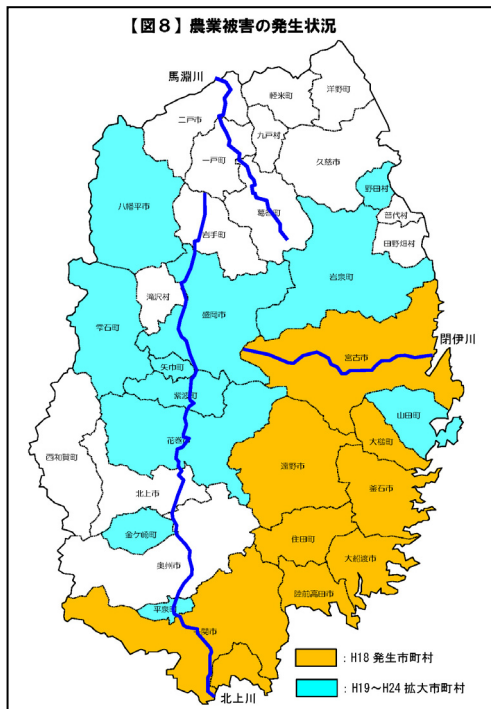 【図8】農業被害の発生状況
馬淵川
洋野町
軽米町
二戸市
九戸村
一戸町
久慈市
野田村
八幡平市
葛巻町
普代村
岩手町
田野畑村
岩泉町
滝沢村
盛岡市
雫石町
閉伊川
宮古市
矢巾町
紫波町
山田町
花巻
大槌町
西和賀町
遠野市
釜石市
北上市
金ケ崎町
住田町
大船渡市
奥州市
陸前高田市
平泉町
関市
:H18 発生市町村
:H19～H24 拡大市町村
北上川